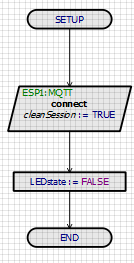 SETUP
ESP1:MQTT
connect
cleanSession := TRUE
LEDstate := FALSE
END